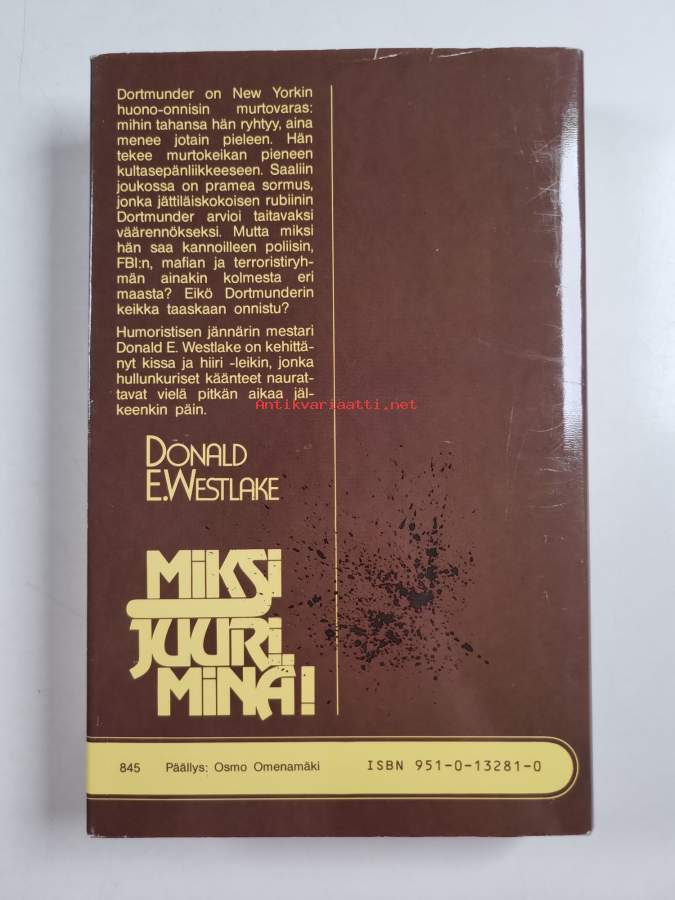 Dortmunder on New Yorkin
huono-onnisin murtovaras:
mihin tahansa hän ryhtyy, aina
menee jotain pieleen. Hän
tekee murtokeikan pieneen
kultasepänliikkeeseen. Saaliin
joukossa on pramea sormus,
jonka jättiläiskokoisen rubiinin
Dortmunder arvioi taitavaksi
väärennökseksi. Mutta miksi
hän saa kannoilleen poliisin,
FBI:n, mafian ja terroristiryh-
män ainakin kolmesta eri
maasta? Eikö Dortmunderin
keikka taaskaan onnistu?
Humoristisen jännärin mestari
Donald E. Westlake on kehittä-
nyt kissa ja hiiri -leikin, jonka
hullunkuriset käänteet naurat-
tavat vielä pitkän aikaa jäl-
keenkin päin.
Antikvariaatti.net
DONALD
E. WESTLAKE
MIKSI
JUURI
MINÄ!
845 Päällys: Osmo Omenamäki ISBN 951-0-13281-0